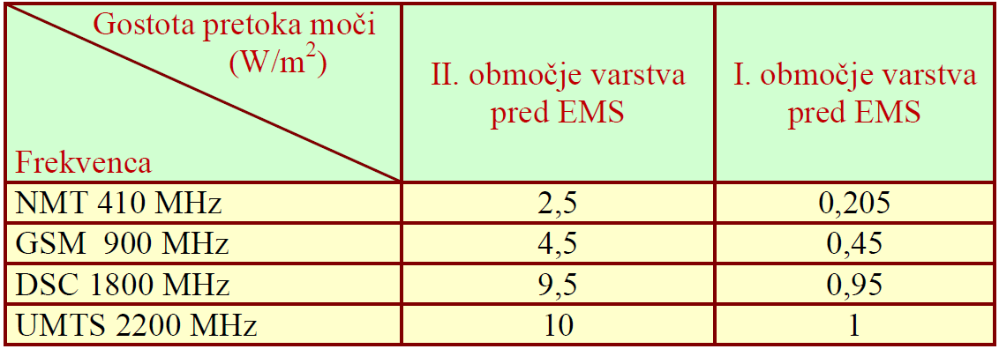 Gostota pretoka moči
(W/m²)
Frekvenca
II. območje varstva
pred EMS
I. območje varstva
pred EMS
NMT 410 MHz 2,5 0,205
GSM 900 MHz 4,5 0,45
DSC 1800 MHz 9,5 0,95
UMTS 2200 MHz 10 1